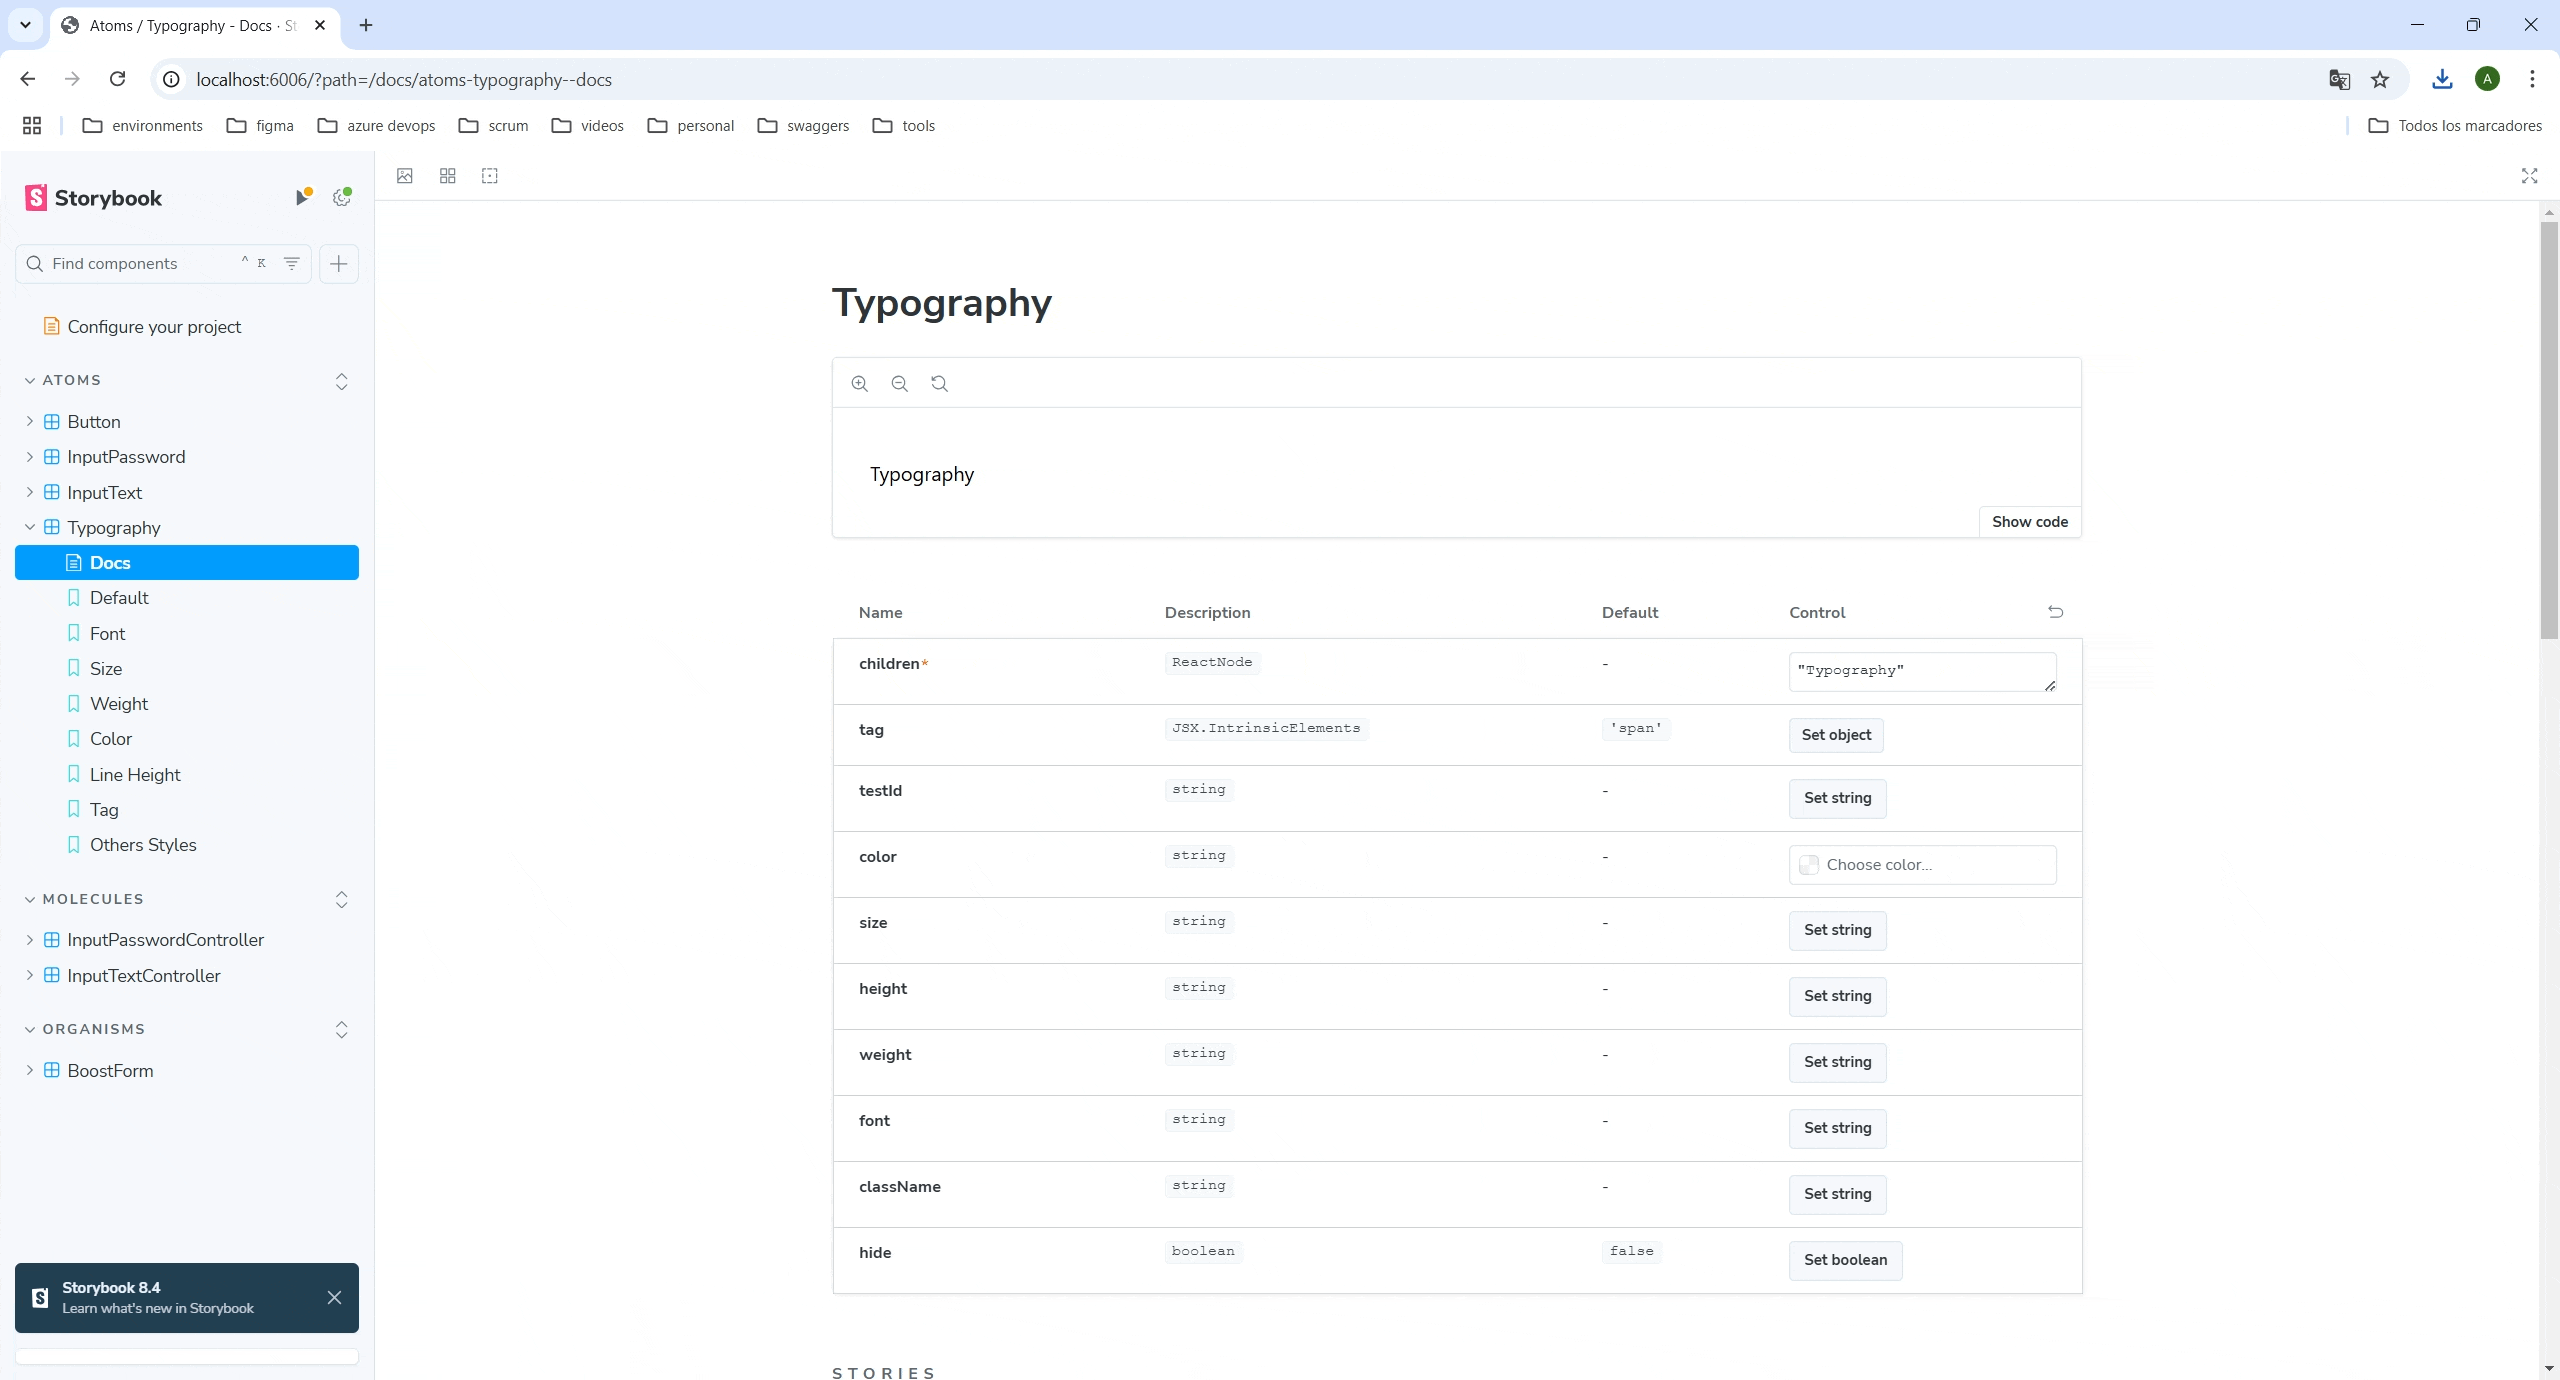 Atoms / Typography - Docs · St
localhost:6006/?path=/docs/atoms-typography--docs
A
environments
figma
azure devops
scrum
videos
personal
swaggers
tools
Todos los marcadores
Storybook
Find components
^ K
Configure your project
ATOMS
Button
InputPassword
InputText
Typography
Docs
Default
Font
Size
Weight
Color
Line Height
Tag
Others Styles
MOLECULES
InputPasswordController
InputTextController
ORGANISMS
BoostForm
Storybook 8.4
Learn what's new in Storybook
Typography
Typography
Show code
Name Description Default Control
children* ReactNode - "Typography"
tag JSX.IntrinsicElements 'span' Set object
testId string - Set string
color string - Choose color...
size string - Set string
height string - Set string
weight string - Set string
font string - Set string
className string - Set string
hide boolean false Set boolean
STORIES